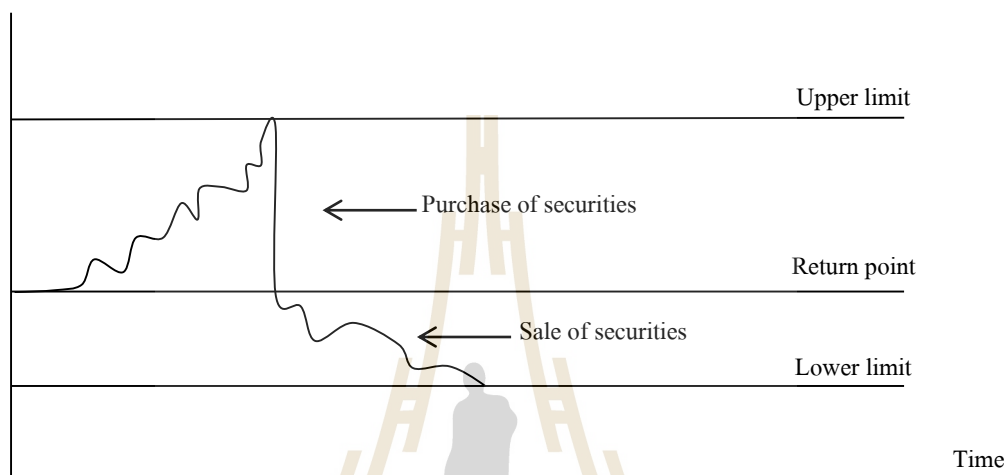 Upper limit
Purchase of securities
Return point
Sale of securities
Lower limit
Time